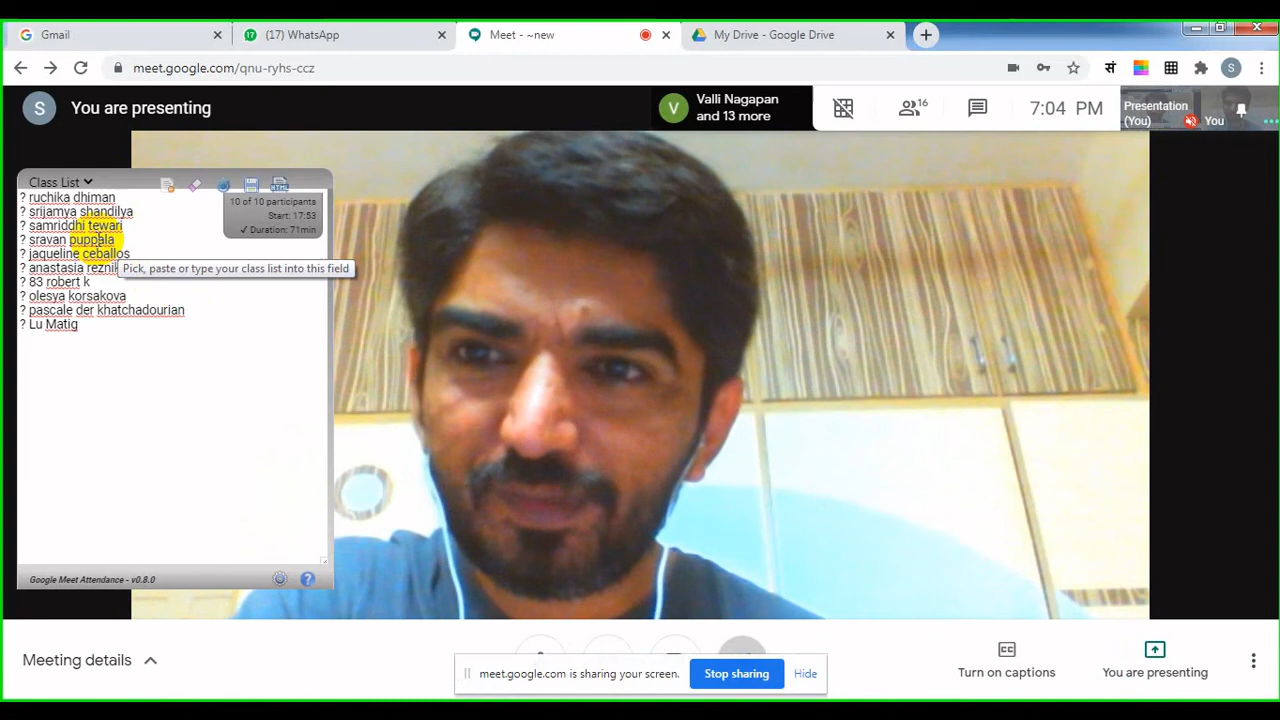 Gmail
(17) WhatsApp
Meet - ~new
My Drive - Google Drive
meet.google.com/qnu-ryhs-ccz
सं
S
S
You are presenting
V
Valli Nagapan
and 13 more
16
7:04 PM
Presentation
(You)
You
Class List
HTML
? ruchika dhiman
? srijamya shandilya
? samriddhi tewari
? sravan puppala
? jaqueline ceballos
? anastasia reznik
? 83 robert k
? olesya korsakova
? pascale der khatchadourian
? Lu Matig
10 of 10 participants
Start: 17:53
✓ Duration: 71min
Pick, paste or type your class list into this field
Google Meet Attendance - v0.8.0
?
Meeting details
meet.google.com is sharing your screen.
Stop sharing
Hide
CC
Turn on captions
You are presenting